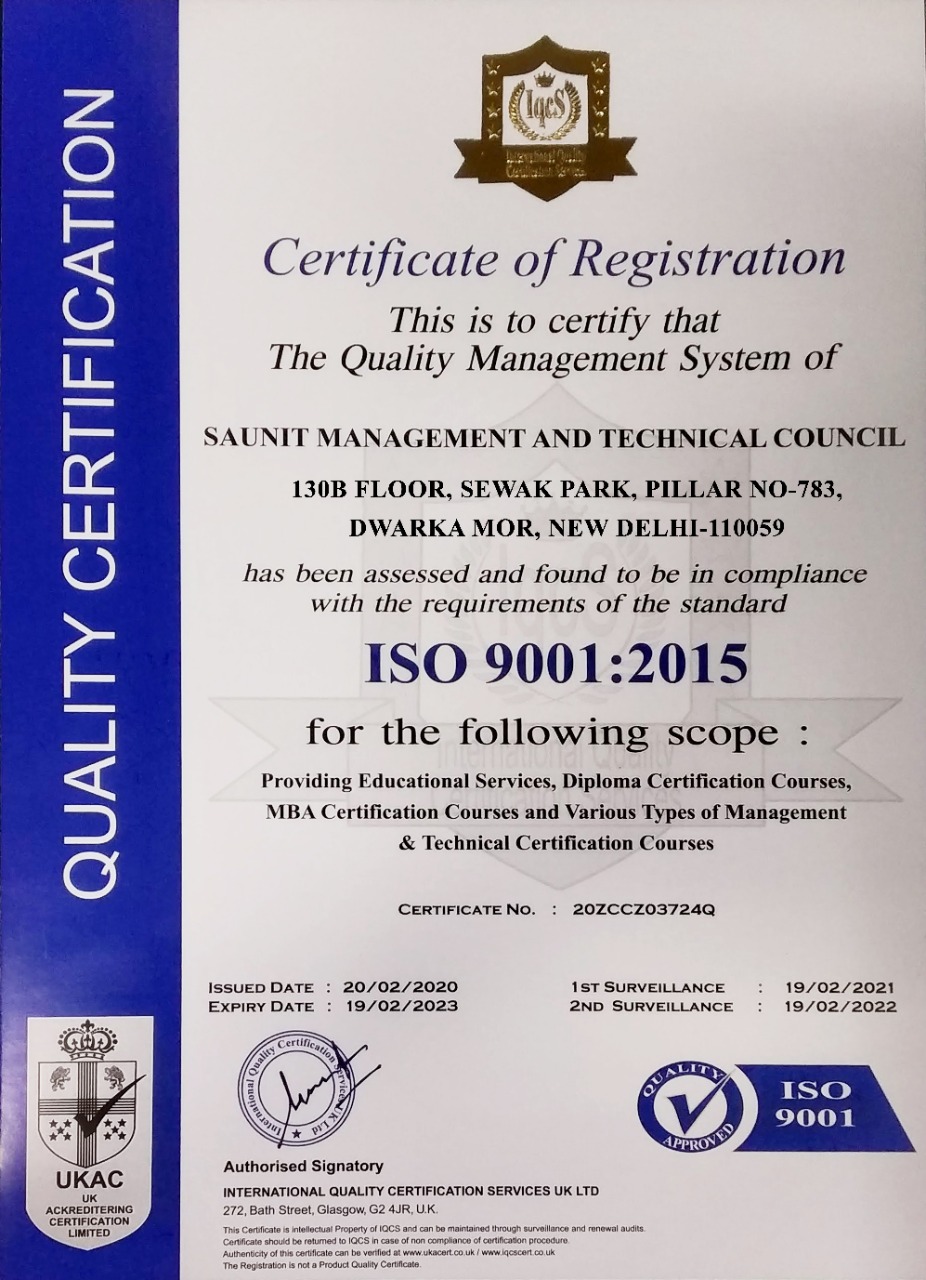 QUALITY CERTIFICATION
IqcS
International Quality
Certification Services
Certificate of Registration
This is to certify that
The Quality Management System of
SAUNIT MANAGEMENT AND TECHNICAL COUNCIL
130B FLOOR, SEWAK PARK, PILLAR NO-783,
DWARKA MOR, NEW DELHI-110059
has been assessed and found to be in compliance
with the requirements of the standard
ISO 9001:2015
for the following scope :
Providing Educational Services, Diploma Certification Courses,
MBA Certification Courses and Various Types of Management
& Technical Certification Courses
CERTIFICATE NO. : 20ZCCZ03724Q
ISSUED DATE : 20/02/2020
EXPIRY DATE : 19/02/2023
1ST SURVEILLANCE : 19/02/2021
2ND SURVEILLANCE : 19/02/2022
International Quality Certification Services UK Ltd
QUALITY
APPROVED
ISO
9001
UKAC
UK
ACKREDITERING
CERTIFICATION
LIMITED
Authorised Signatory
INTERNATIONAL QUALITY CERTIFICATION SERVICES UK LTD
272, Bath Street, Glasgow, G2 4JR, U.K.
This Certificate is intellectual Property of IQCS and can be maintained through surveillance and renewal audits.
Certificate should be returned to IQCS in case of non compliance of certification procedure.
Authenticity of this certificate can be verified at www.ukacert.co.uk / www.iqcscert.co.uk
The Registration is not a Product Quality Certificate.